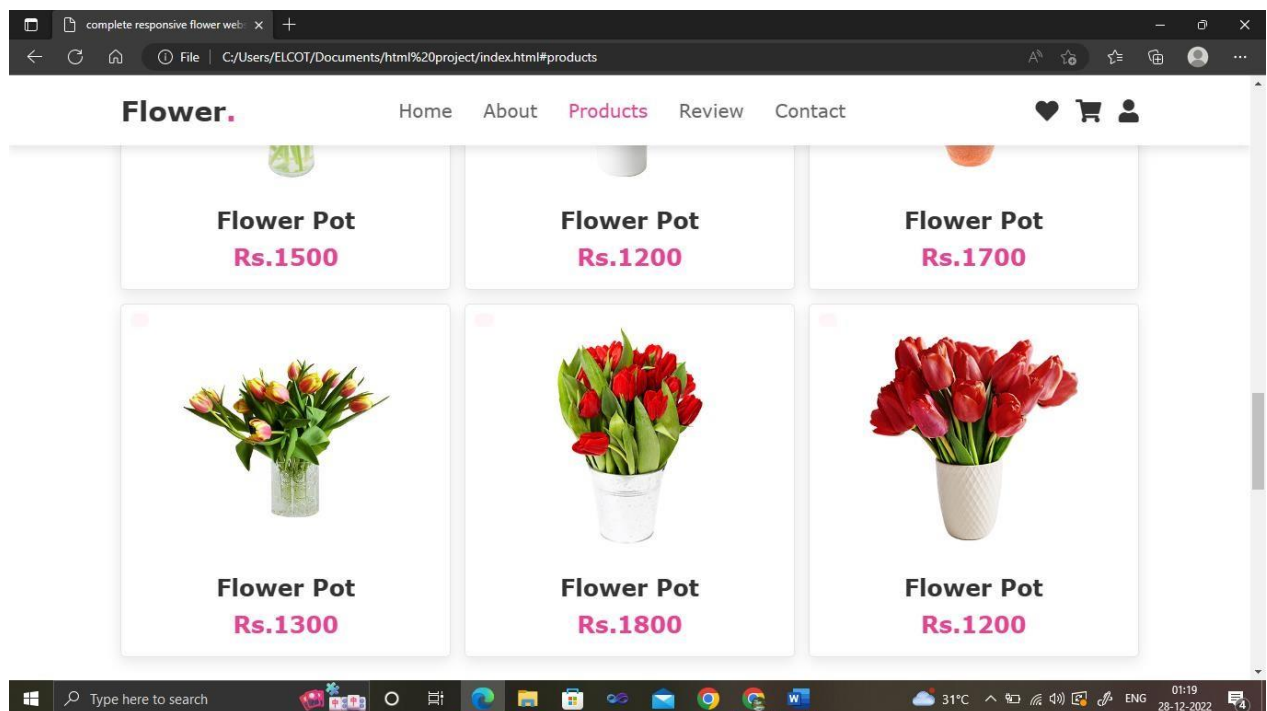 complete responsive flower web
File | C:/Users/ELCOT/Documents/html%20project/index.html#products
Flower. Home About Products Review Contact
Flower Pot Flower Pot Flower Pot
Rs.1500 Rs.1200 Rs.1700
Flower Pot Flower Pot Flower Pot
Rs.1300 Rs.1800 Rs.1200
Type here to search 31°C ENG 01:19
28-12-2022 4